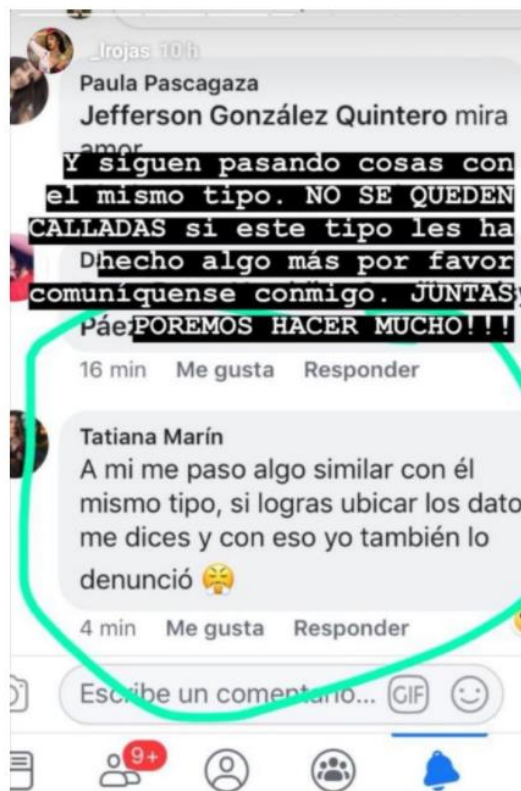 _lrojas 10 h
Paula Pascagaza
Jefferson González Quintero mira
amor
Y siguen pasando cosas con
el mismo tipo. NO SE QUEDEN
CALLADAS si este tipo les ha
hecho algo más por favor
comuníquense conmigo. JUNTAS
Páez
POREMOS HACER MUCHO!!!
16 min Me gusta Responder
Tatiana Marín
A mi me paso algo similar con él
mismo tipo, si logras ubicar los dato
me dices y con eso yo también lo
denunció
4 min Me gusta Responder
Escribe un comentario... GIF
9+